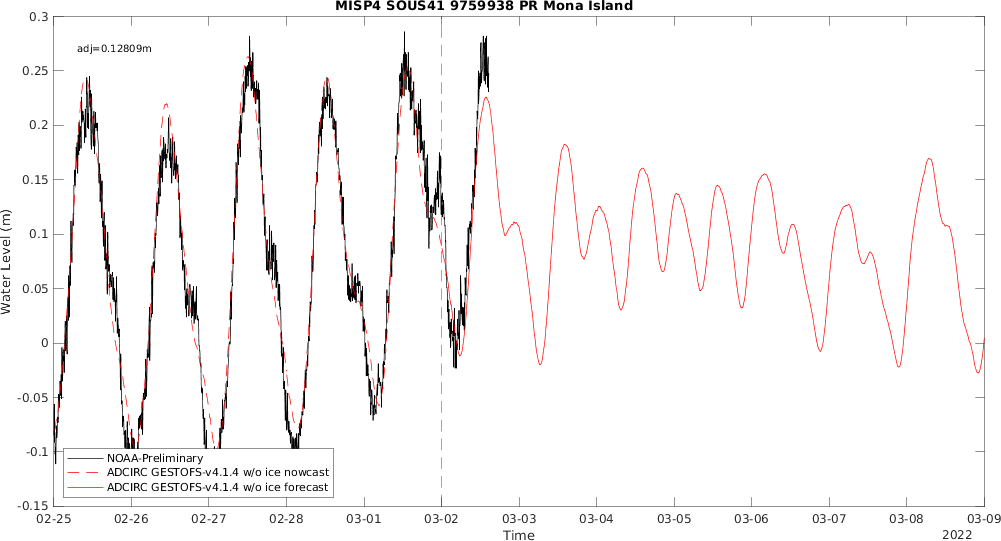 MISP4 SOUS41 9759938 PR Mona Island
adj=0.12809m
0.3
0.25
0.2
0.15
0.1
0.05
0
-0.05
-0.1
-0.15
Water Level (m)
NOAA-Preliminary
ADCIRC GESTOFS-v4.1.4 w/o ice nowcast
ADCIRC GESTOFS-v4.1.4 w/o ice forecast
02-25 02-26 02-27 02-28 03-01 03-02 03-03 03-04 03-05 03-06 03-07 03-08 03-09
Time
2022